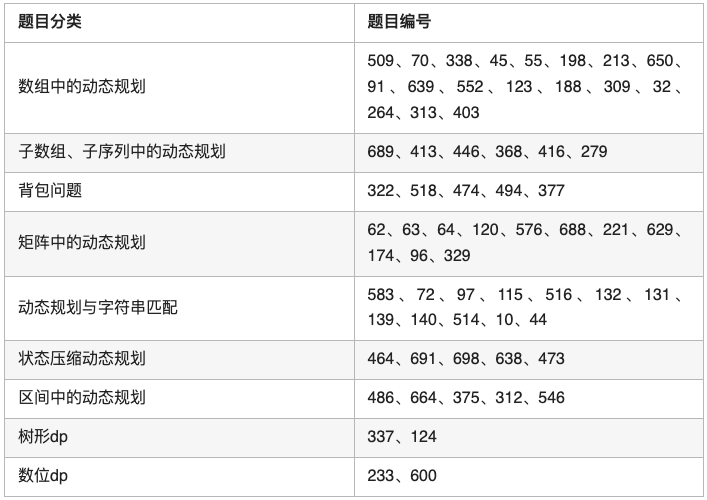 题目分类
题目编号
数组中的动态规划
509、70、338、45、55、198、213、650、
91、639、552、123、188、309、32、
264、313、403
子数组、子序列中的动态规划
689、413、446、368、416、279
背包问题
322、518、474、494、377
矩阵中的动态规划
62、63、64、120、576、688、221、629、
174、96、329
动态规划与字符串匹配
583、72、97、115、516、132、131、
139、140、514、10、44
状态压缩动态规划
464、691、698、638、473
区间中的动态规划
486、664、375、312、546
树形dp
337、124
数位dp
233、600